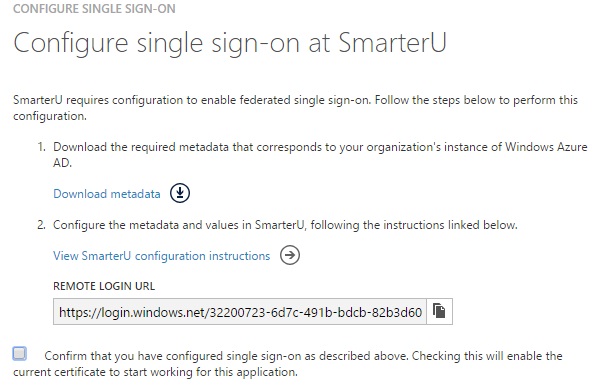 CONFIGURE SINGLE SIGN-ON
Configure single sign-on at SmarterU
SmarterU requires configuration to enable federated single sign-on. Follow the steps below to perform this
configuration.
1. Download the required metadata that corresponds to your organization's instance of Windows Azure
AD.
Download metadata
2. Configure the metadata and values in SmarterU, following the instructions linked below.
View SmarterU configuration instructions
REMOTE LOGIN URL
https://login.windows.net/32200723-6d7c-491b-bdcb-82b3d60
Confirm that you have configured single sign-on as described above. Checking this will enable the
current certificate to start working for this application.